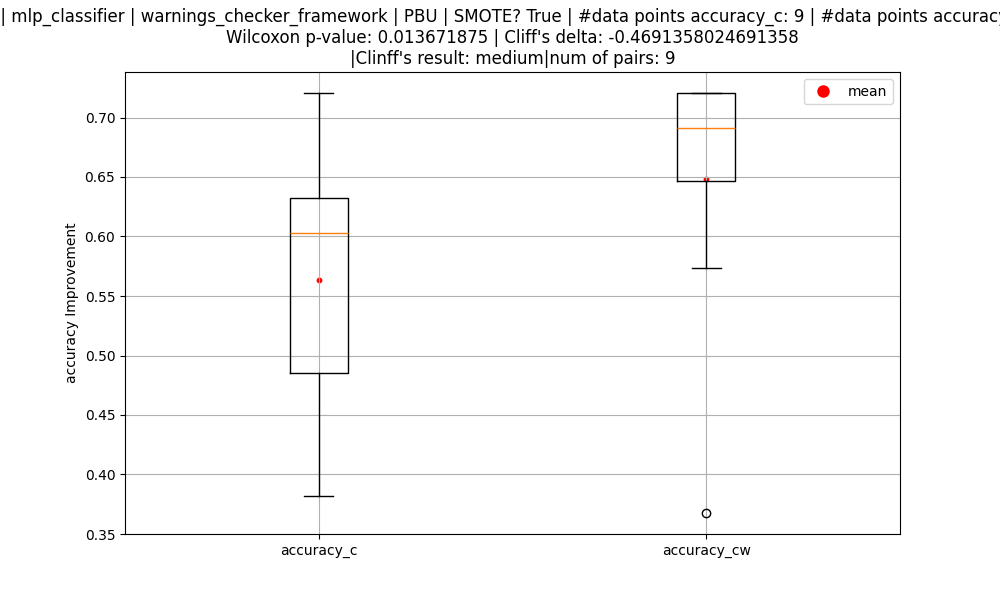 | mlp_classifier | warnings_checker_framework | PBU | SMOTE? True | #data points accuracy_c: 9 | #data points
Wilcoxon p-value: 0.013671875 | Cliff's delta: -0.4691358024691358
|Clinff's result: medium|num of pairs: 9
mean
0.70
0.65
0.60
0.55
0.50
0.45
0.40
0.35
accuracy Improvement
accuracy_c
accuracy_cw